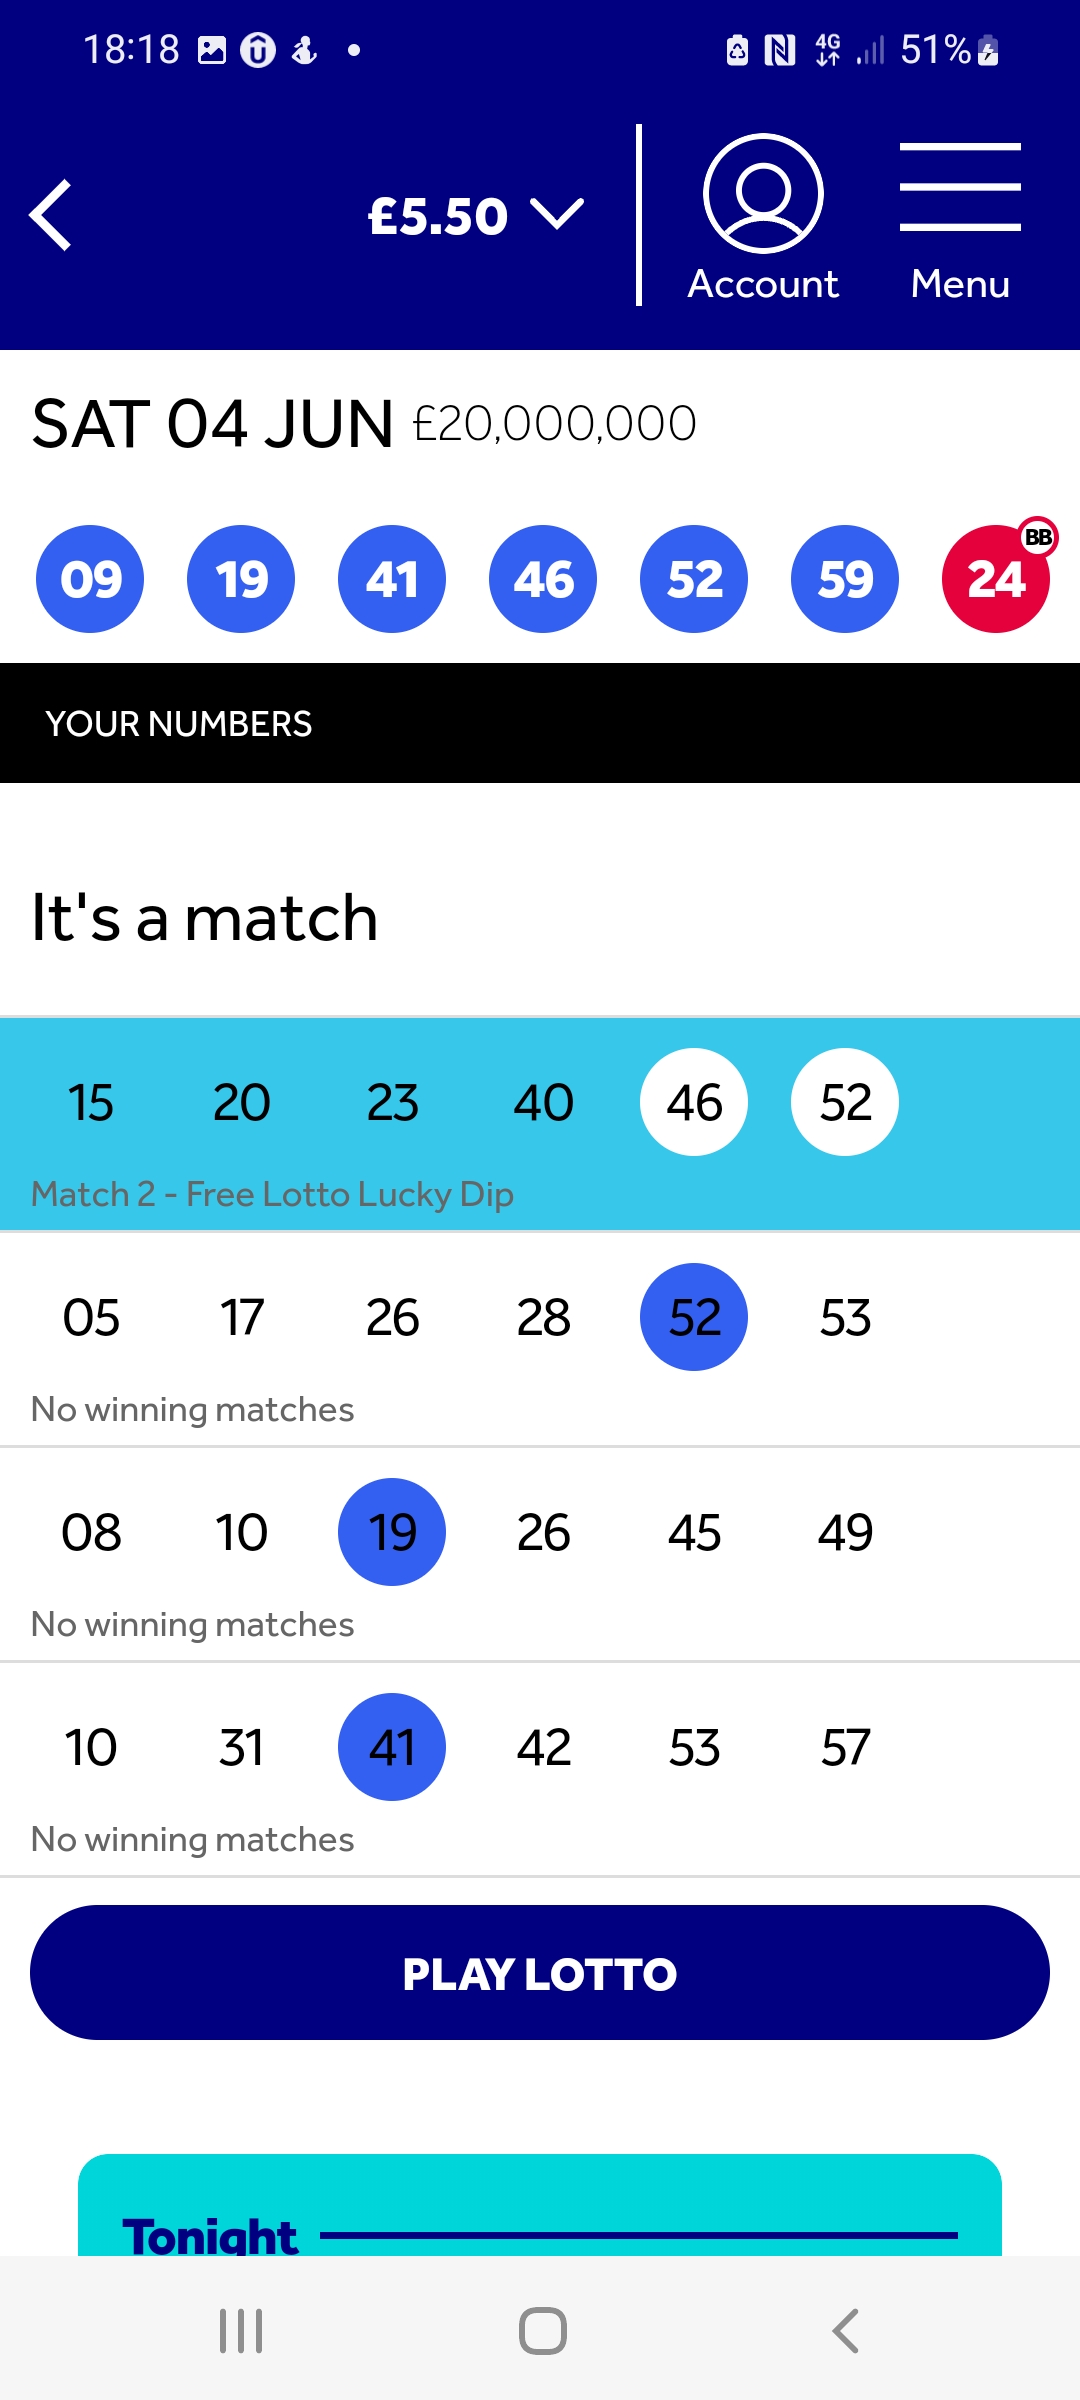 18:18 4G 51%
£5.50
Account Menu
SAT 04 JUN £20,000,000
BB
09 19 41 46 52 59 24
YOUR NUMBERS
It's a match
15 20 23 40 46 52
Match 2 - Free Lotto Lucky Dip
05 17 26 28 52 53
No winning matches
08 10 19 26 45 49
No winning matches
10 31 41 42 53 57
No winning matches
PLAY LOTTO
Tonight